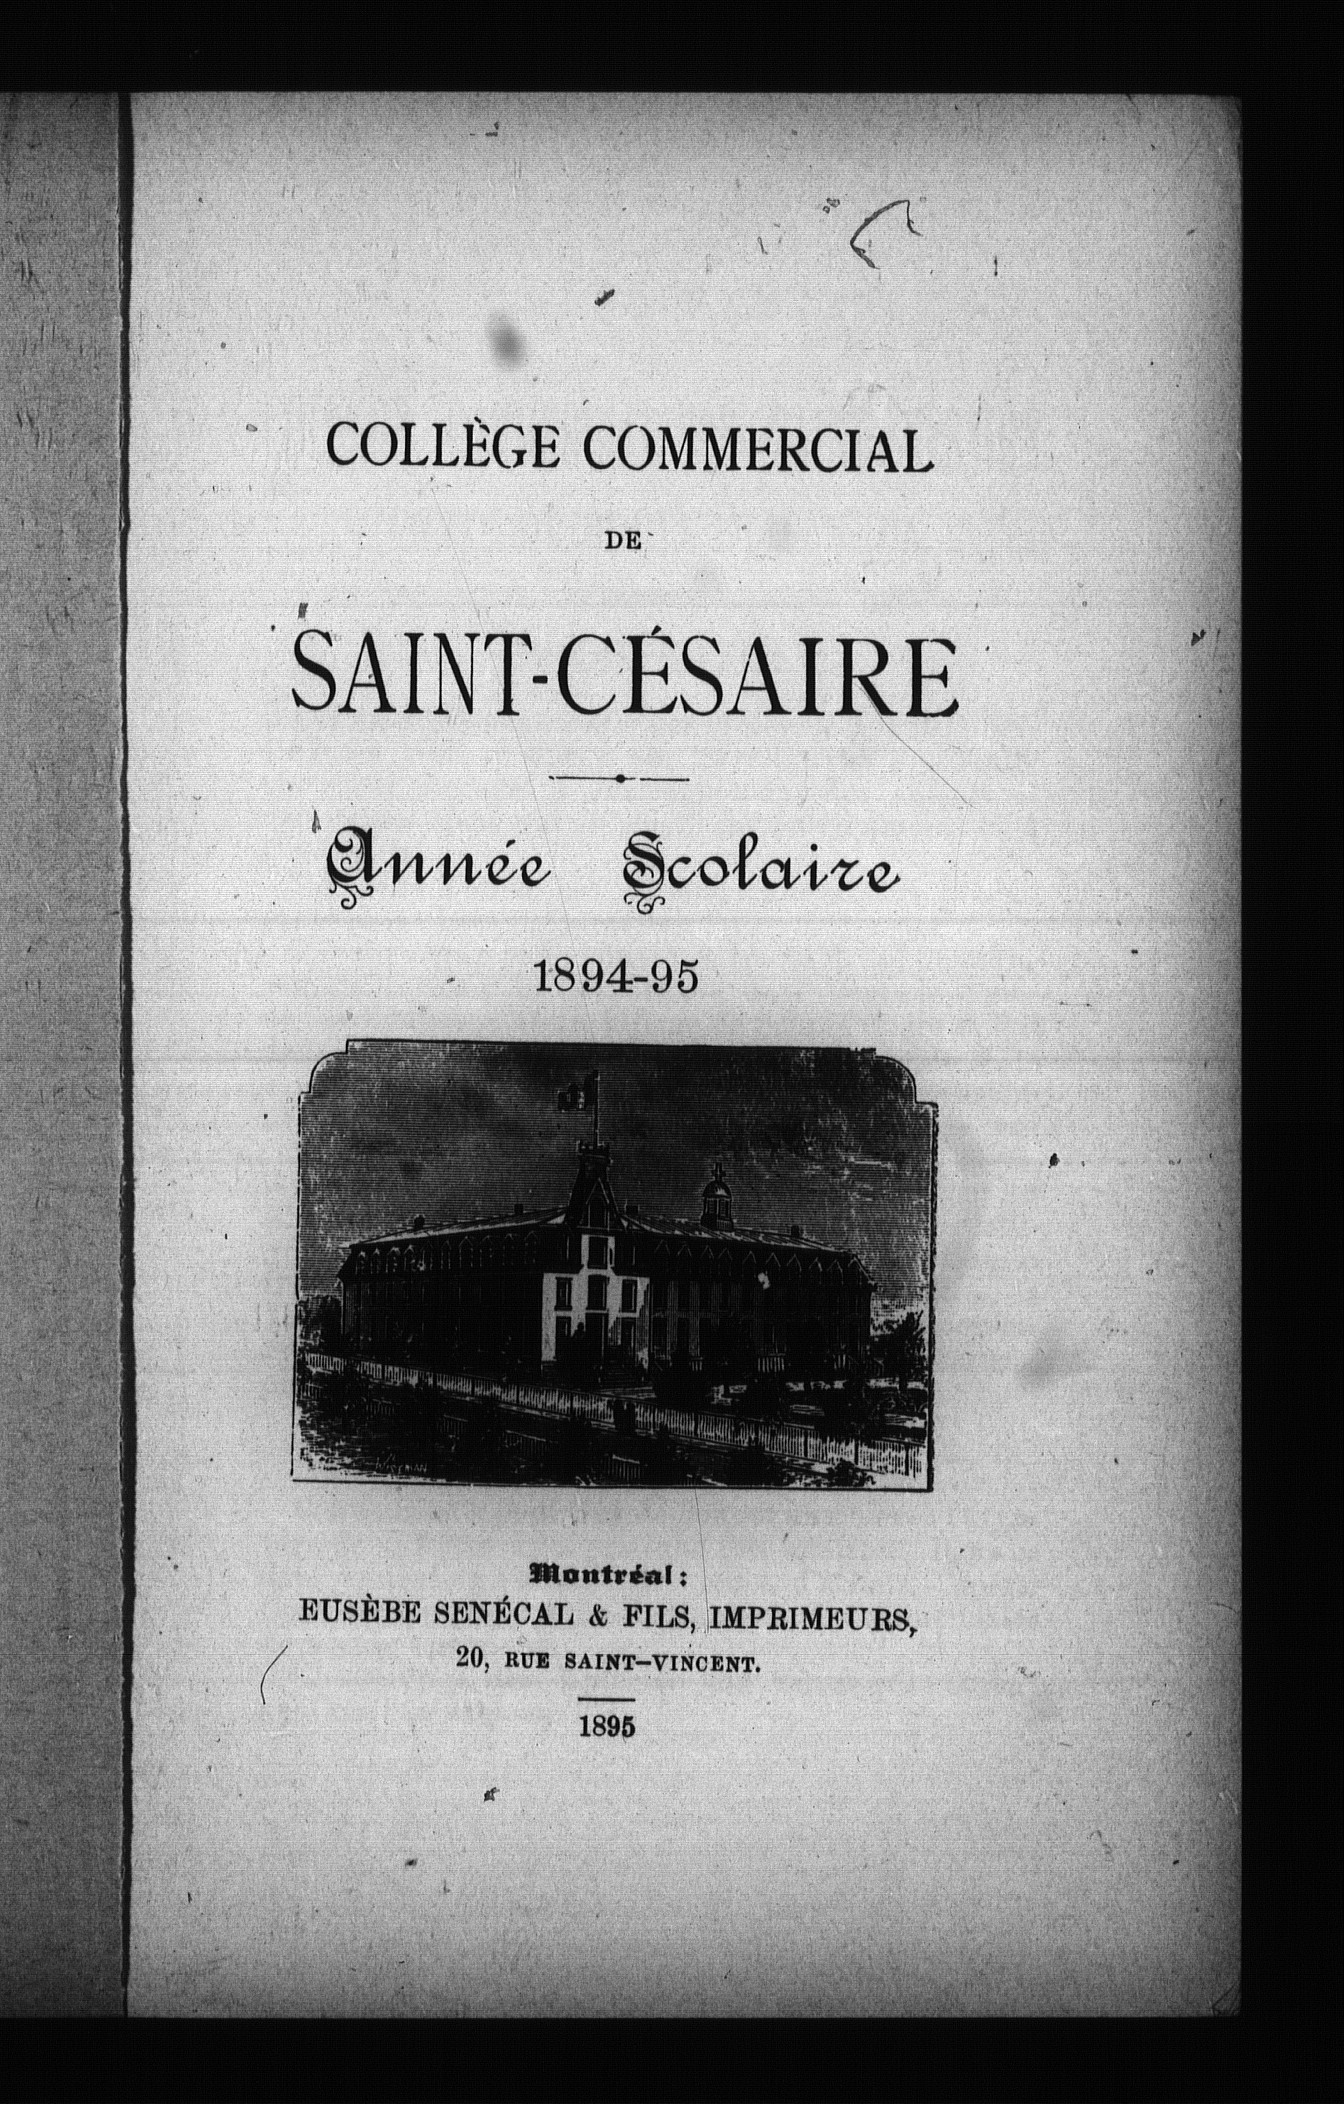 COLLÈGE COMMERCIAL
DE
SAINT-CÉSAIRE
Année Scolaire
1894-95
Montréal:
EUSÈBE SENÉCAL & FILS, IMPRIMEURS,
20, RUE SAINT-VINCENT.
1895